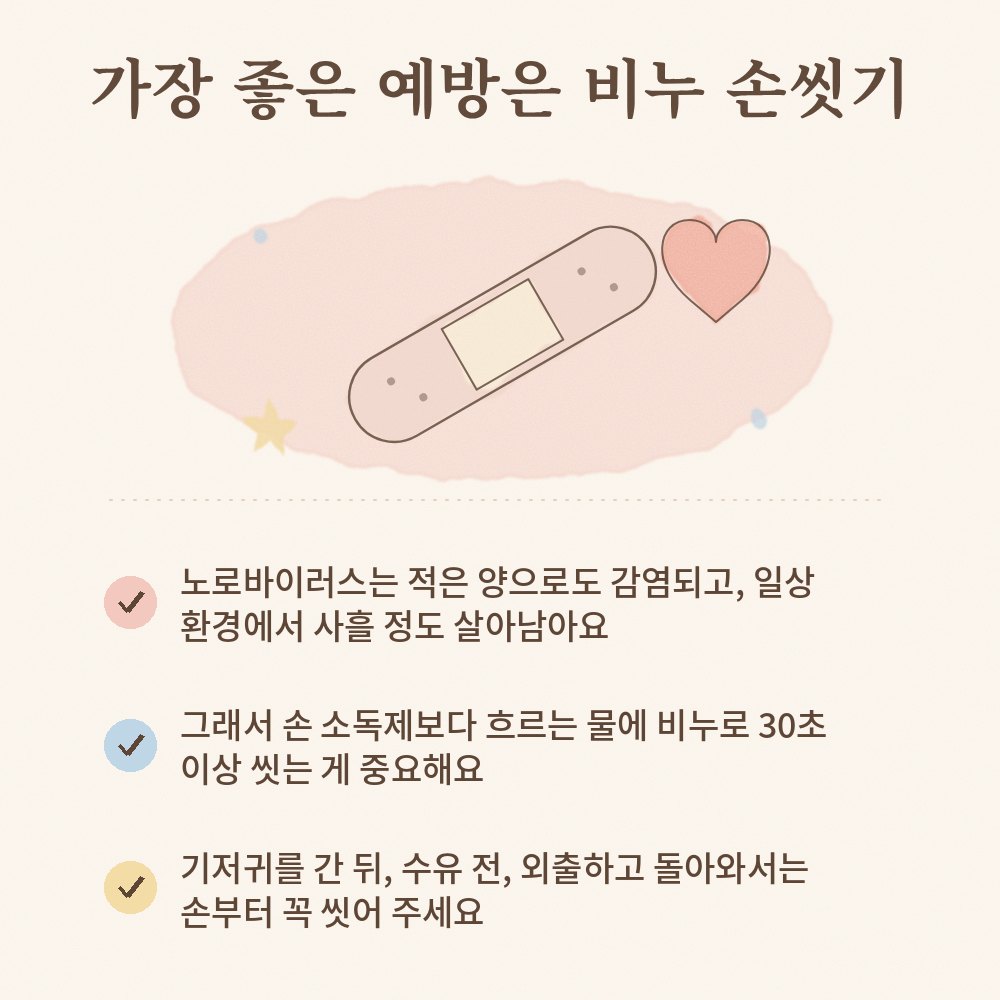 가장 좋은 예방은 비누 손씻기
노로바이러스는 적은 양으로도 감염되고, 일상
환경에서 사흘 정도 살아남아요
그래서 손 소독제보다 흐르는 물에 비누로 30초
이상 씻는 게 중요해요
기저귀를 간 뒤, 수유 전, 외출하고 돌아와서는
손부터 꼭 씻어 주세요